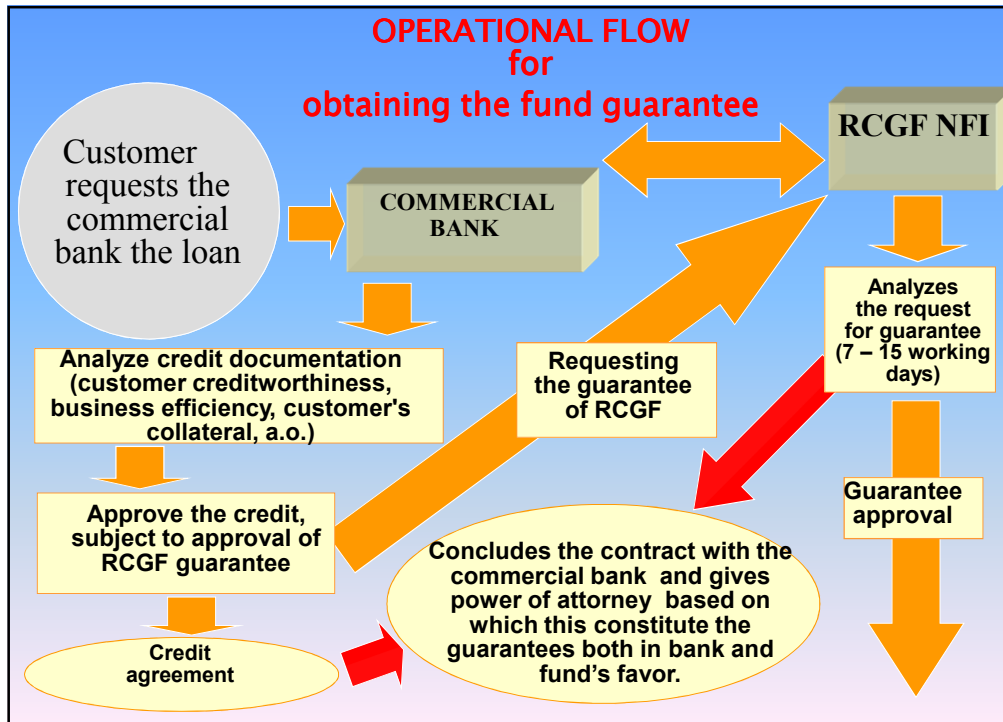 OPERATIONAL FLOW
for
obtaining the fund guarantee
Customer
requests the
commercial
bank the loan
COMMERCIAL
BANK
RCGF NFI
Analyze credit documentation
(customer creditworthiness,
business efficiency, customer's
collateral, a.o.)
Requesting
the guarantee
of RCGF
Analyzes
the request
for guarantee
(7 – 15 working
days)
Approve the credit,
subject to approval of
RCGF guarantee
Guarantee
approval
Concludes the contract with the
commercial bank and gives
power of attorney based on
which this constitute the
guarantees both in bank and
fund’s favor.
Credit
agreement